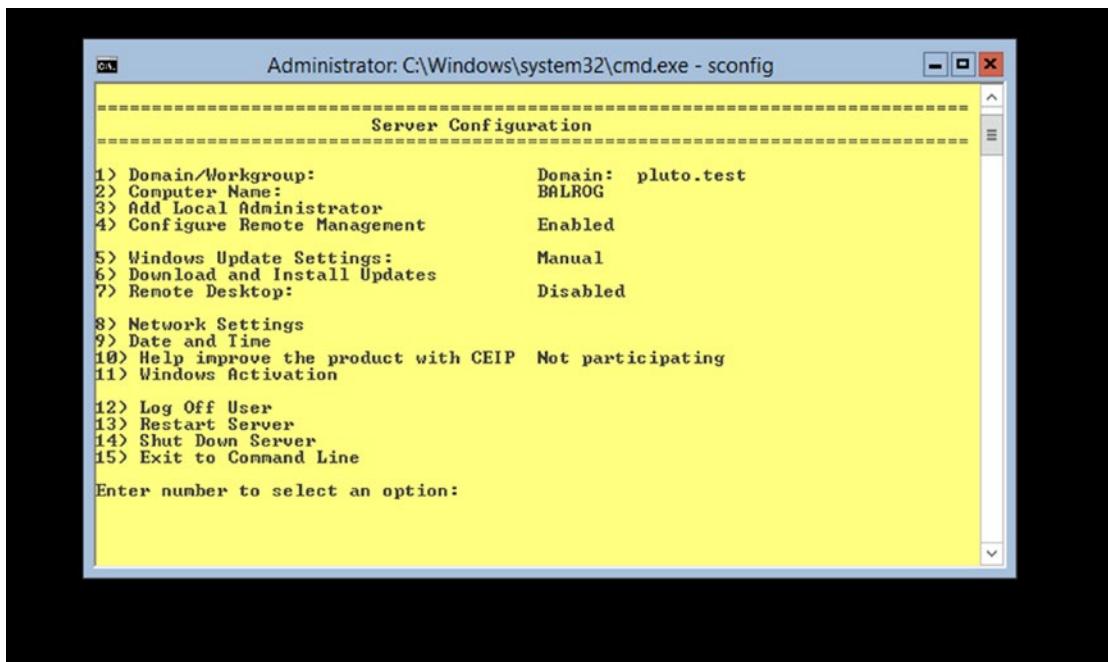 Administrator: C:\Windows\system32\cmd.exe - sconfig
===============================================================================
Server Configuration
===============================================================================
1) Domain/Workgroup: Domain: pluto.test
2) Computer Name: BALROG
3) Add Local Administrator
4) Configure Remote Management Enabled
5) Windows Update Settings: Manual
6) Download and Install Updates
7) Remote Desktop: Disabled
8) Network Settings
9) Date and Time
10) Help improve the product with CEIP Not participating
11) Windows Activation
12) Log Off User
13) Restart Server
14) Shut Down Server
15) Exit to Command Line
Enter number to select an option: